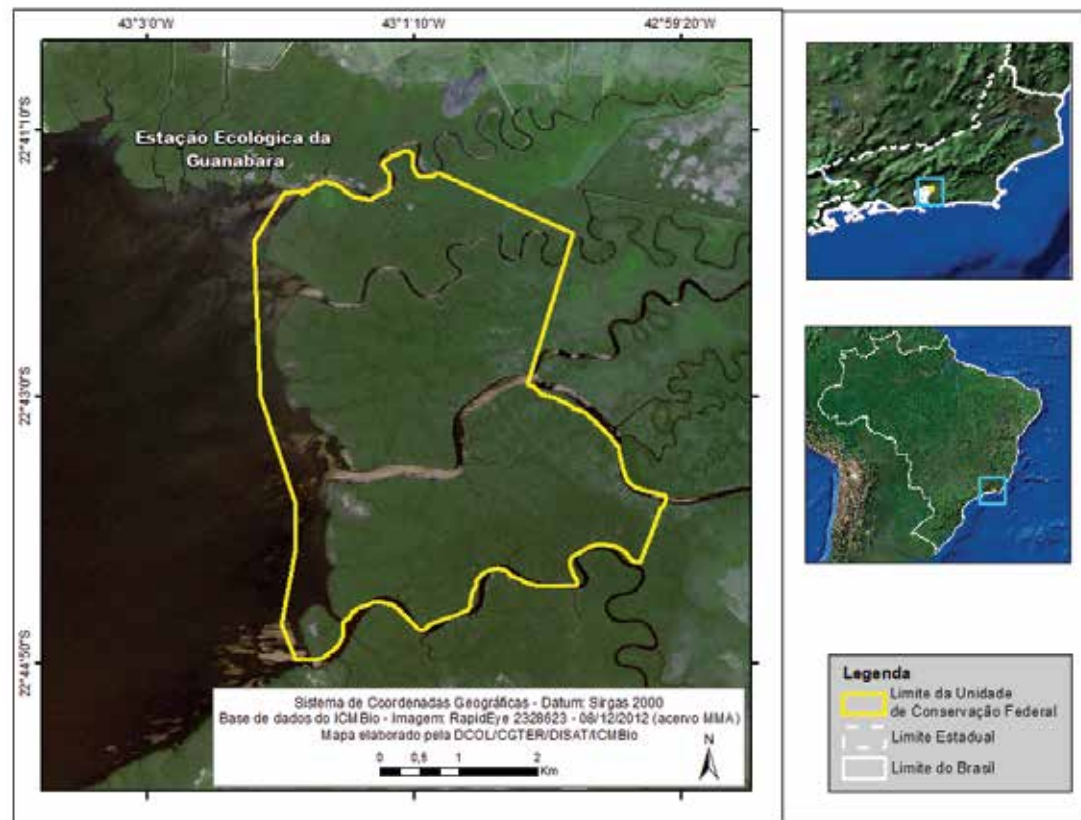 43°3'0"W
43°1'10"W
42°59'20"W
22°41'10"S
22°43'0"S
22°44'50"S
Estação Ecológica da
Guanabara
Sistema de Coordenadas Geográficas - Datum: Sirgas 2000
Base de dados do ICMBio - Imagem: RapidEye 2328623 - 08/12/2012 (acervo MMA)
Mapa elaborado pela DCOL/CGTER/DISAT/ICMBio
0 0,5 1 2
Km
N
Legenda
Limite da Unidade
de Conservação Federal
Limite Estadual
Limite do Brasil